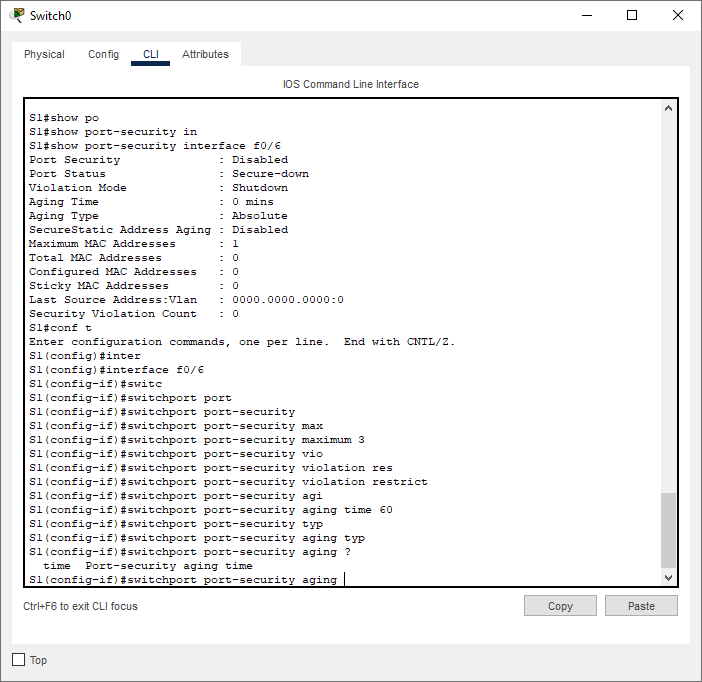 Switch0
Physical Config CLI Attributes
IOS Command Line Interface
S1#show po
S1#show port-security in
S1#show port-security interface f0/6
Port Security : Disabled
Port Status : Secure-down
Violation Mode : Shutdown
Aging Time : 0 mins
Aging Type : Absolute
SecureStatic Address Aging : Disabled
Maximum MAC Addresses : 1
Total MAC Addresses : 0
Configured MAC Addresses : 0
Sticky MAC Addresses : 0
Last Source Address:Vlan : 0000.0000.0000:0
Security Violation Count : 0
S1#conf t
Enter configuration commands, one per line. End with CNTL/Z.
S1(config)#inter
S1(config)#interface f0/6
S1(config-if)#switc
S1(config-if)#switchport port
S1(config-if)#switchport port-security
S1(config-if)#switchport port-security max
S1(config-if)#switchport port-security maximum 3
S1(config-if)#switchport port-security vio
S1(config-if)#switchport port-security violation res
S1(config-if)#switchport port-security violation restrict
S1(config-if)#switchport port-security agi
S1(config-if)#switchport port-security aging time 60
S1(config-if)#switchport port-security typ
S1(config-if)#switchport port-security aging typ
S1(config-if)#switchport port-security aging ?
time Port-security aging time
S1(config-if)#switchport port-security aging
Ctrl+F6 to exit CLI focus
Copy Paste
Top